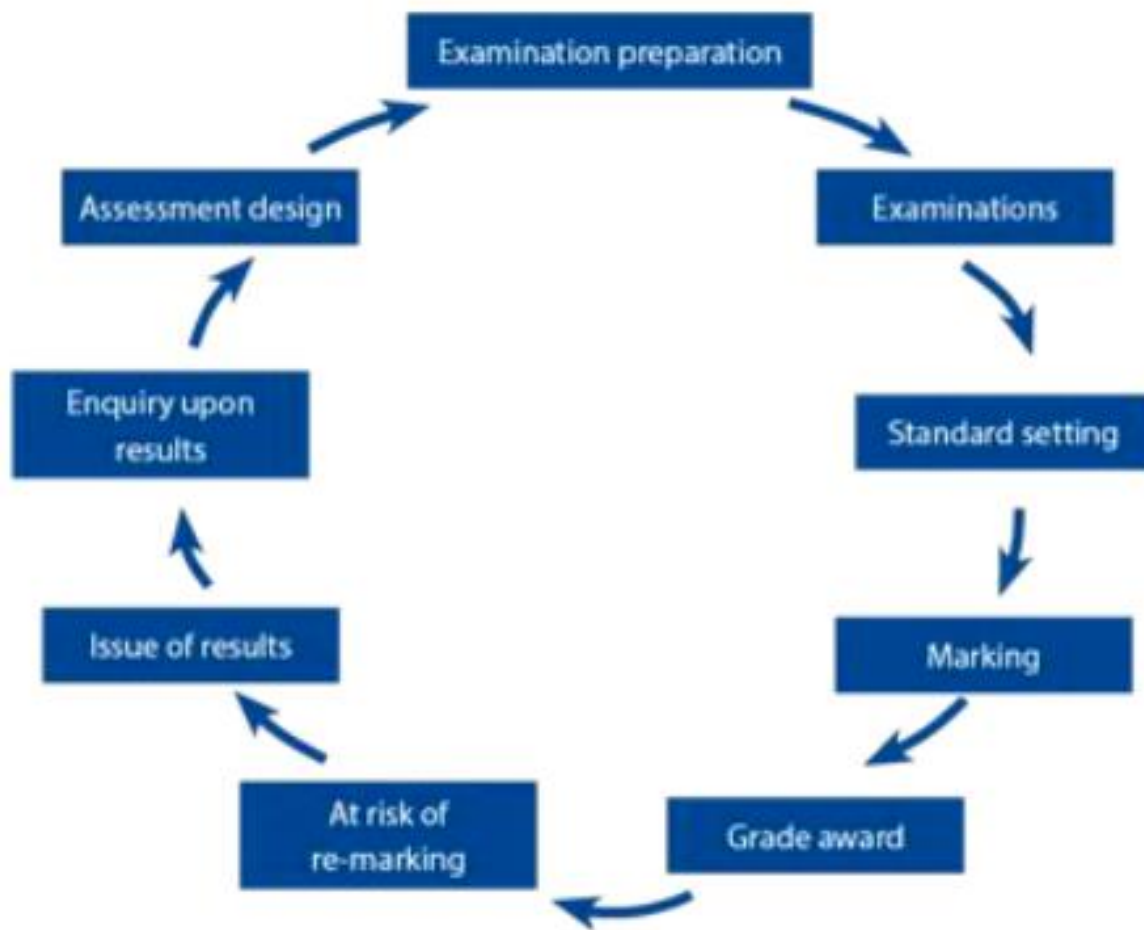 Examination preparation
Examinations
Standard setting
Marking
Grade award
At risk of
re-marking
Issue of results
Enquiry upon
results
Assessment design